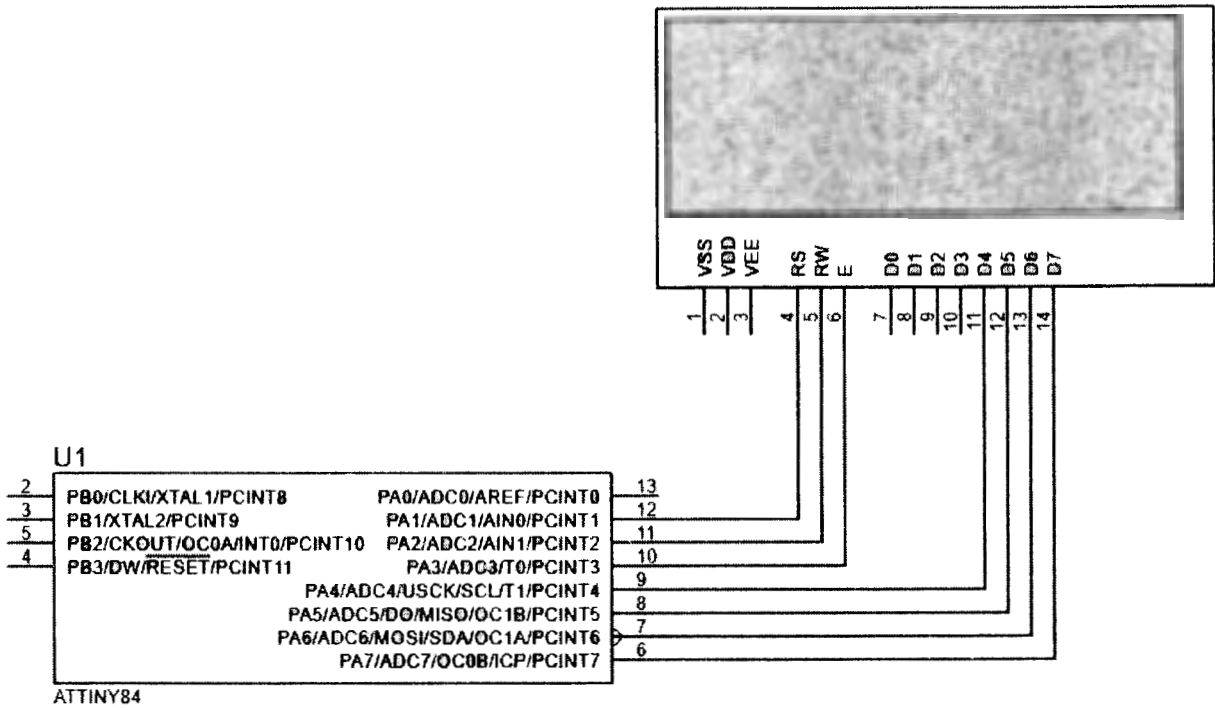 VSS VDD VEE RS RW E D0 D1 D2 D3 D4 D5 D6 D7
1 2 3 4 5 6 7 8 9 10 11 12 13 14
U1
2 PB0/CLKI/XTAL1/PCINT8 PA0/ADC0/AREF/PCINT0 13
3 PB1/XTAL2/PCINT9 PA1/ADC1/AIN0/PCINT1 12
5 PB2/CKOUT/OC0A/INT0/PCINT10 PA2/ADC2/AIN1/PCINT2 11
4 PB3/DW/RESET/PCINT11 PA3/ADC3/T0/PCINT3 10
PA4/ADC4/USCK/SCL/T1/PCINT4 9
PA5/ADC5/DO/MISO/OC1B/PCINT5 8
PA6/ADC6/MOSI/SDA/OC1A/PCINT6 7
PA7/ADC7/OC0B/ICP/PCINT7 6
ATTINY84